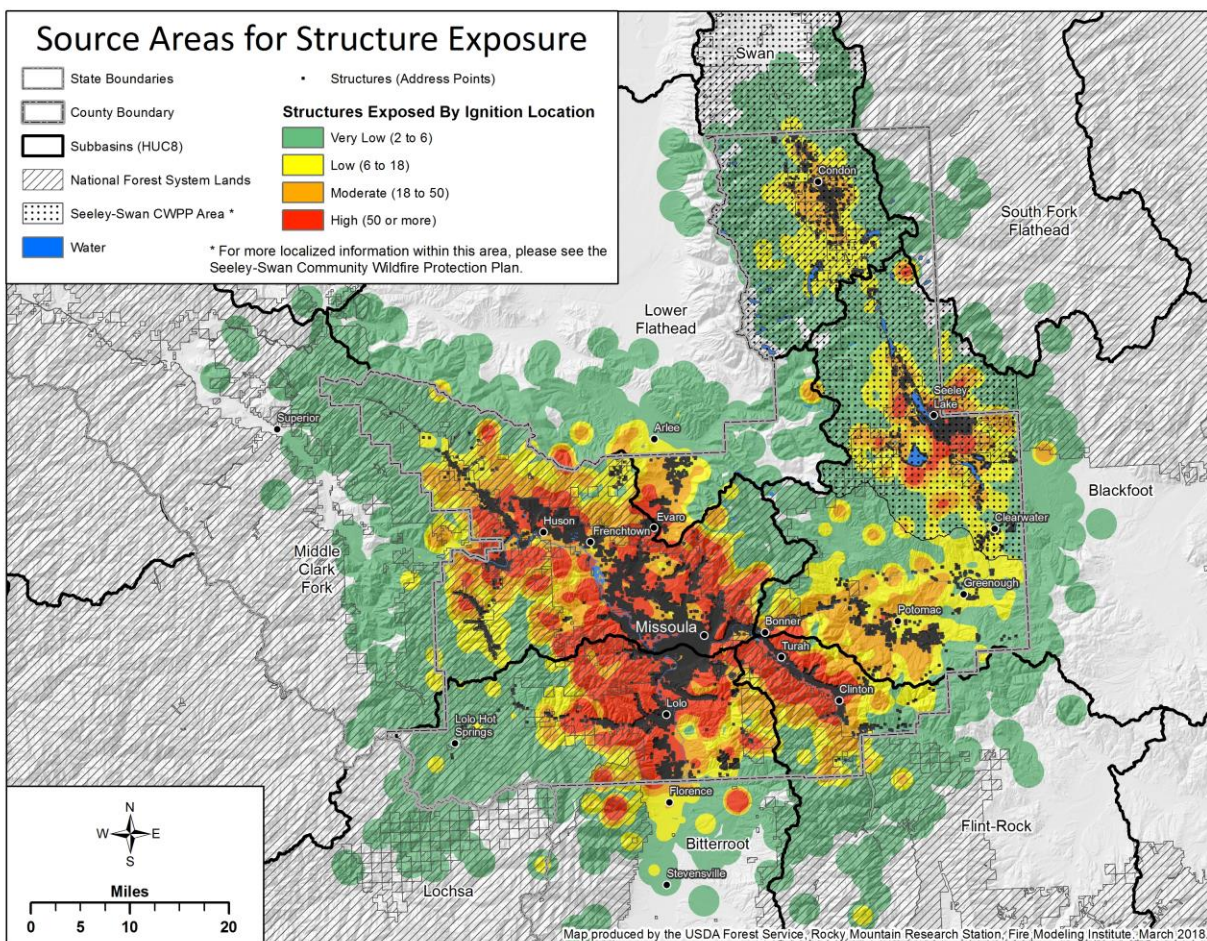 Source Areas for Structure Exposure
State Boundaries
County Boundary
Subbasins (HUC8)
National Forest System Lands
Seeley-Swan CWPP Area *
Water
Structures (Address Points)
Structures Exposed By Ignition Location
Very Low (2 to 6)
Low (6 to 18)
Moderate (18 to 50)
High (50 or more)
* For more localized information within this area, please see the
Seeley-Swan Community Wildfire Protection Plan.
Swan
Condon
South Fork
Flathead
Lower
Flathead
Seeley
Lake
Superior
Arlee
Blackfoot
Clearwater
Huson
Frenchtown
Evaro
Middle
Clark
Fork
Greenough
Potomac
Missoula
Bonner
Turah
Clinton
Lolo
Lolo Hot
Springs
Florence
Flint-Rock
Bitterroot
Stevensville
Lochsa
N
W E
S
Miles
0 5 10 20
Map produced by the USDA Forest Service, Rocky Mountain Research Station, Fire Modeling Institute, March 2018